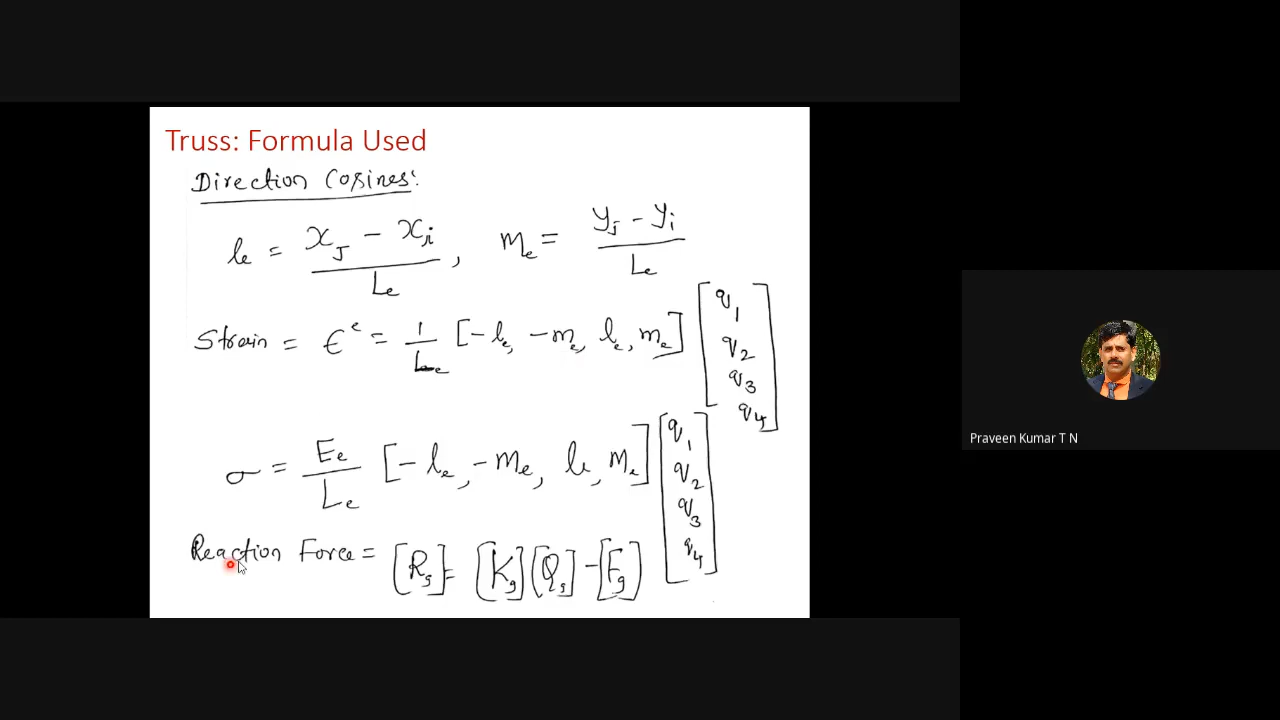 Truss: Formula Used
Direction Cosines:
le = (xJ - xi) / Le , me = (yJ - yi) / Le
Strain = ϵ^e = 1/Le [-le, -me, le, me] [q1 q2 q3 q4]
σ = Ee/Le [-le, -me, le, me] [q1 q2 q3 q4]
Reaction Force = [Rg] = [Kg][Qg] - [Fg]
Praveen Kumar T N